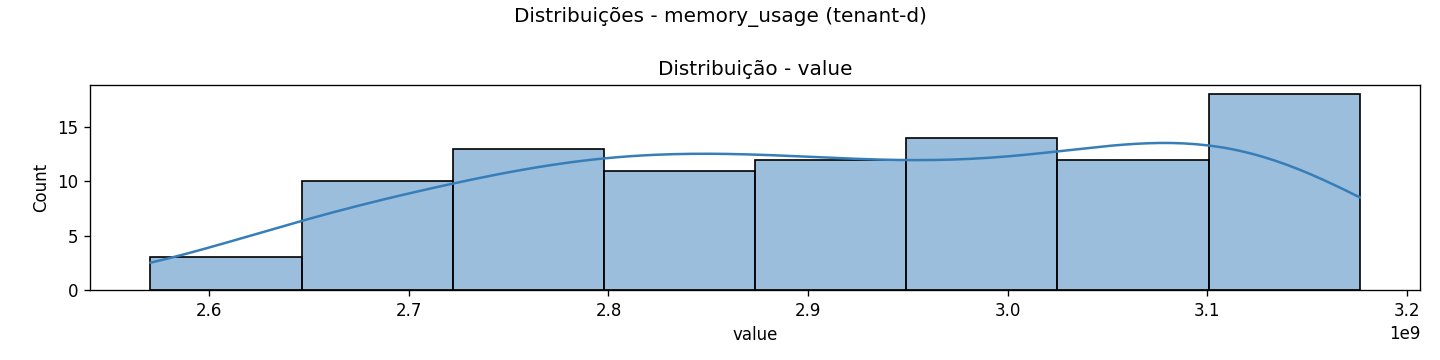 Distribuições - memory_usage (tenant-d)
Distribuição - value
Count
15
10
5
0
2.6 2.7 2.8 2.9 3.0 3.1 3.2
value
1e9